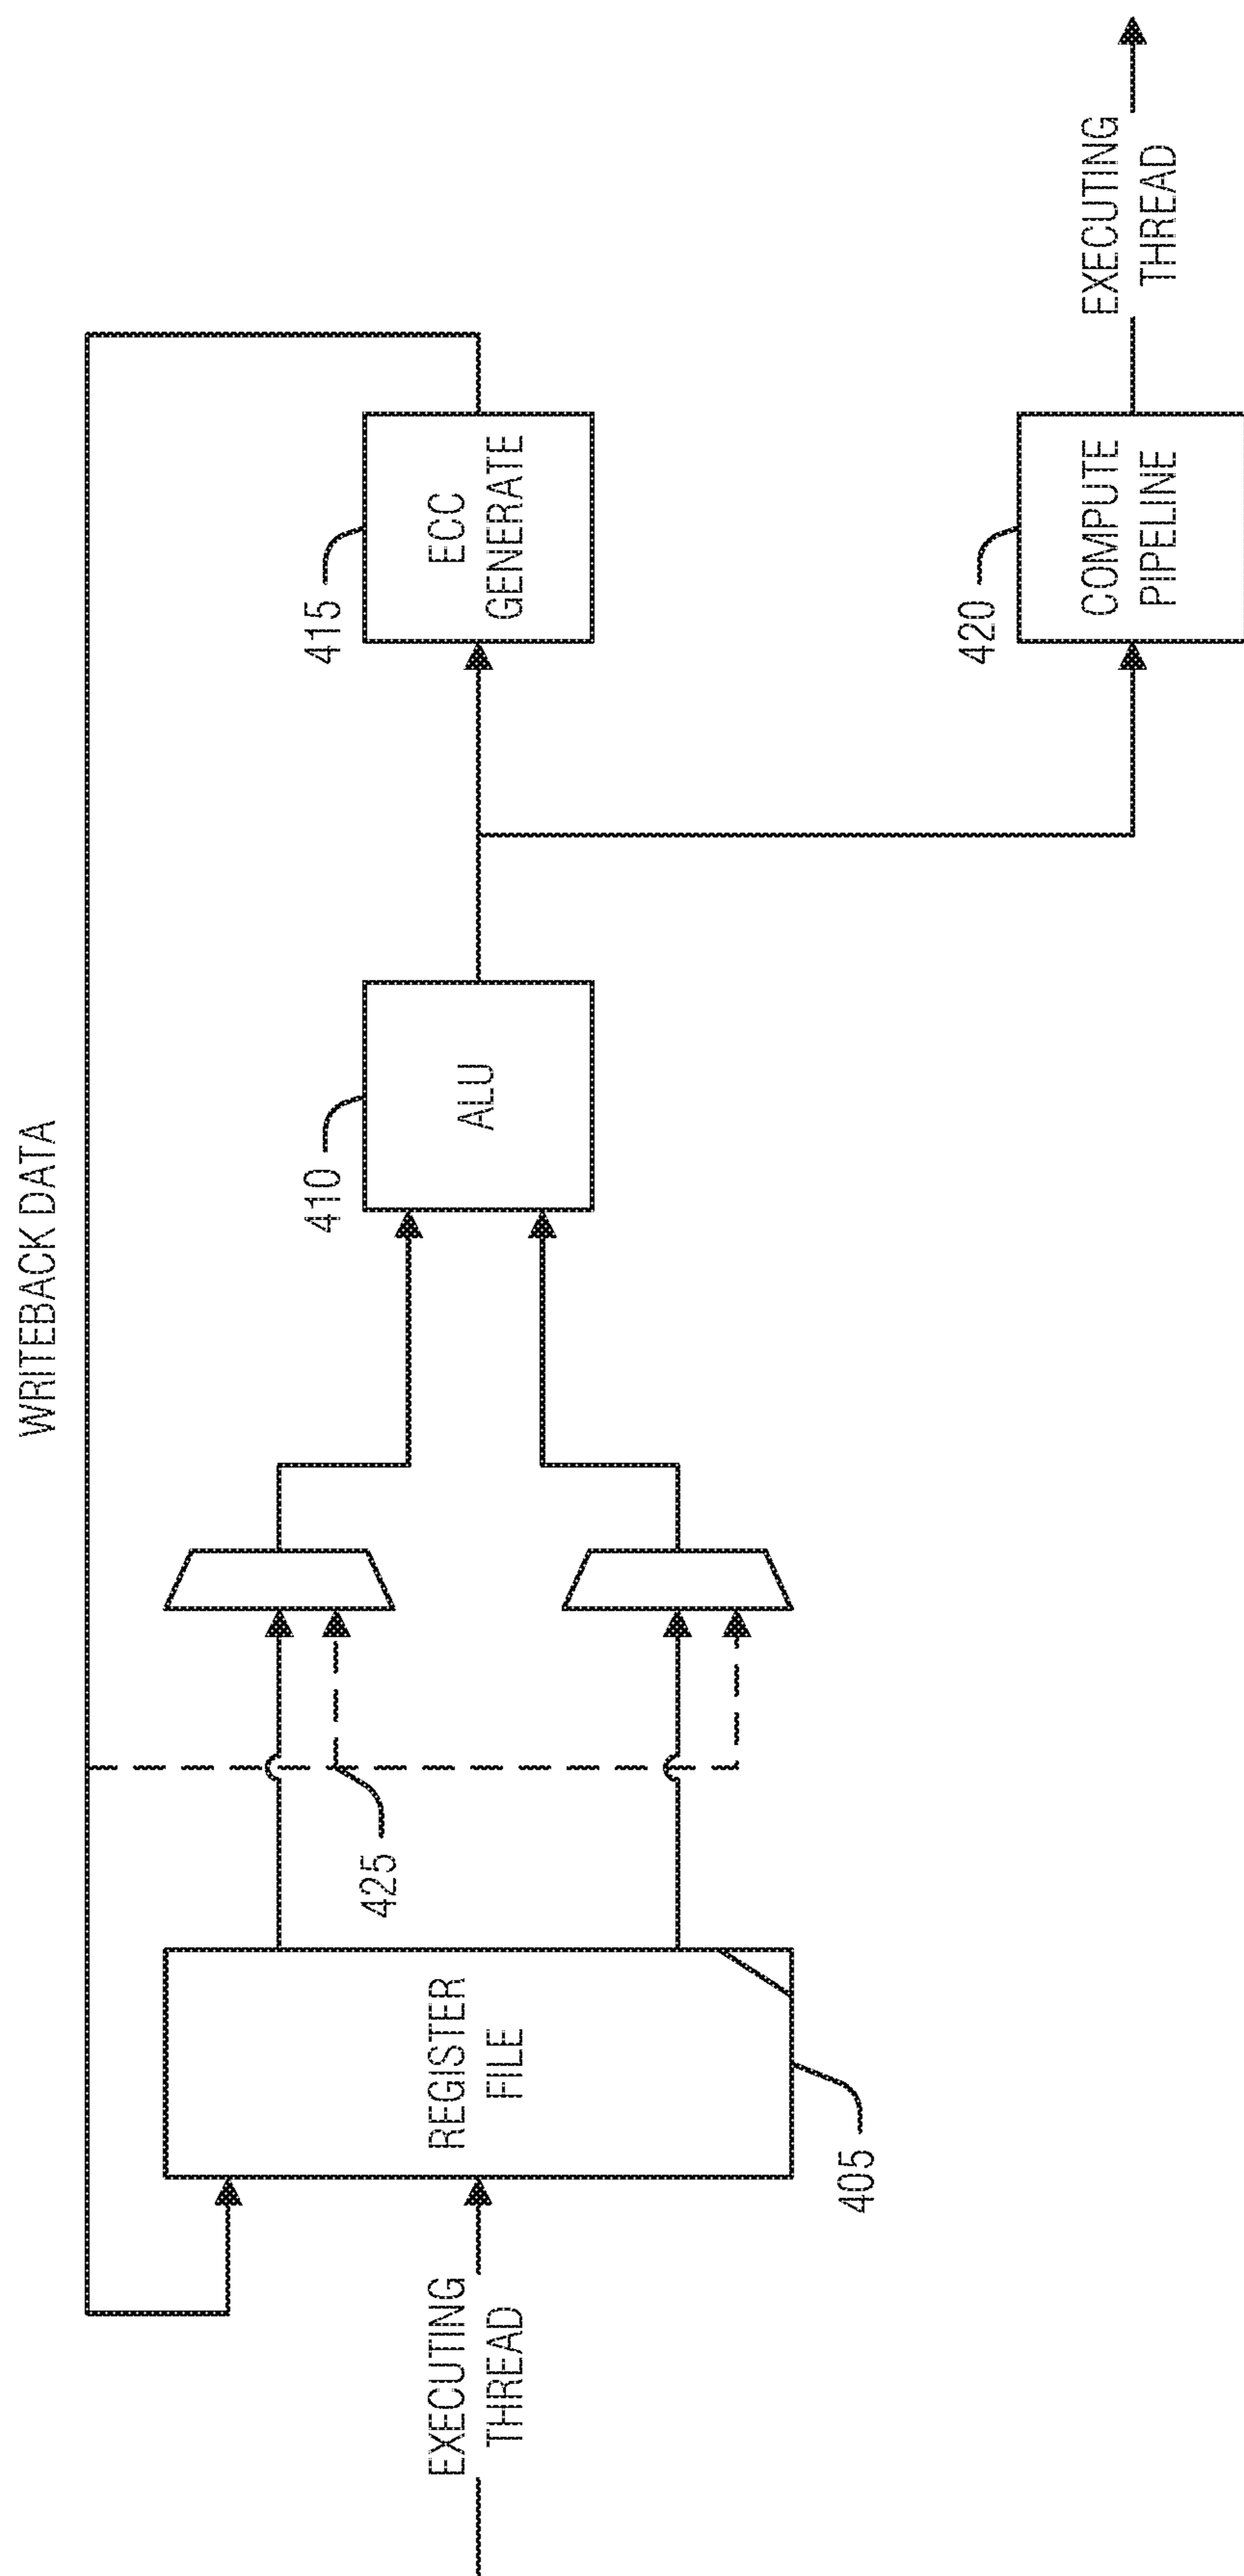 WRITEBACK DATA
EXECUTING
THREAD
REGISTER
FILE
405
425
410
ALU
415
ECC
GENERATE
420
COMPUTE
PIPELINE
EXECUTING
THREAD